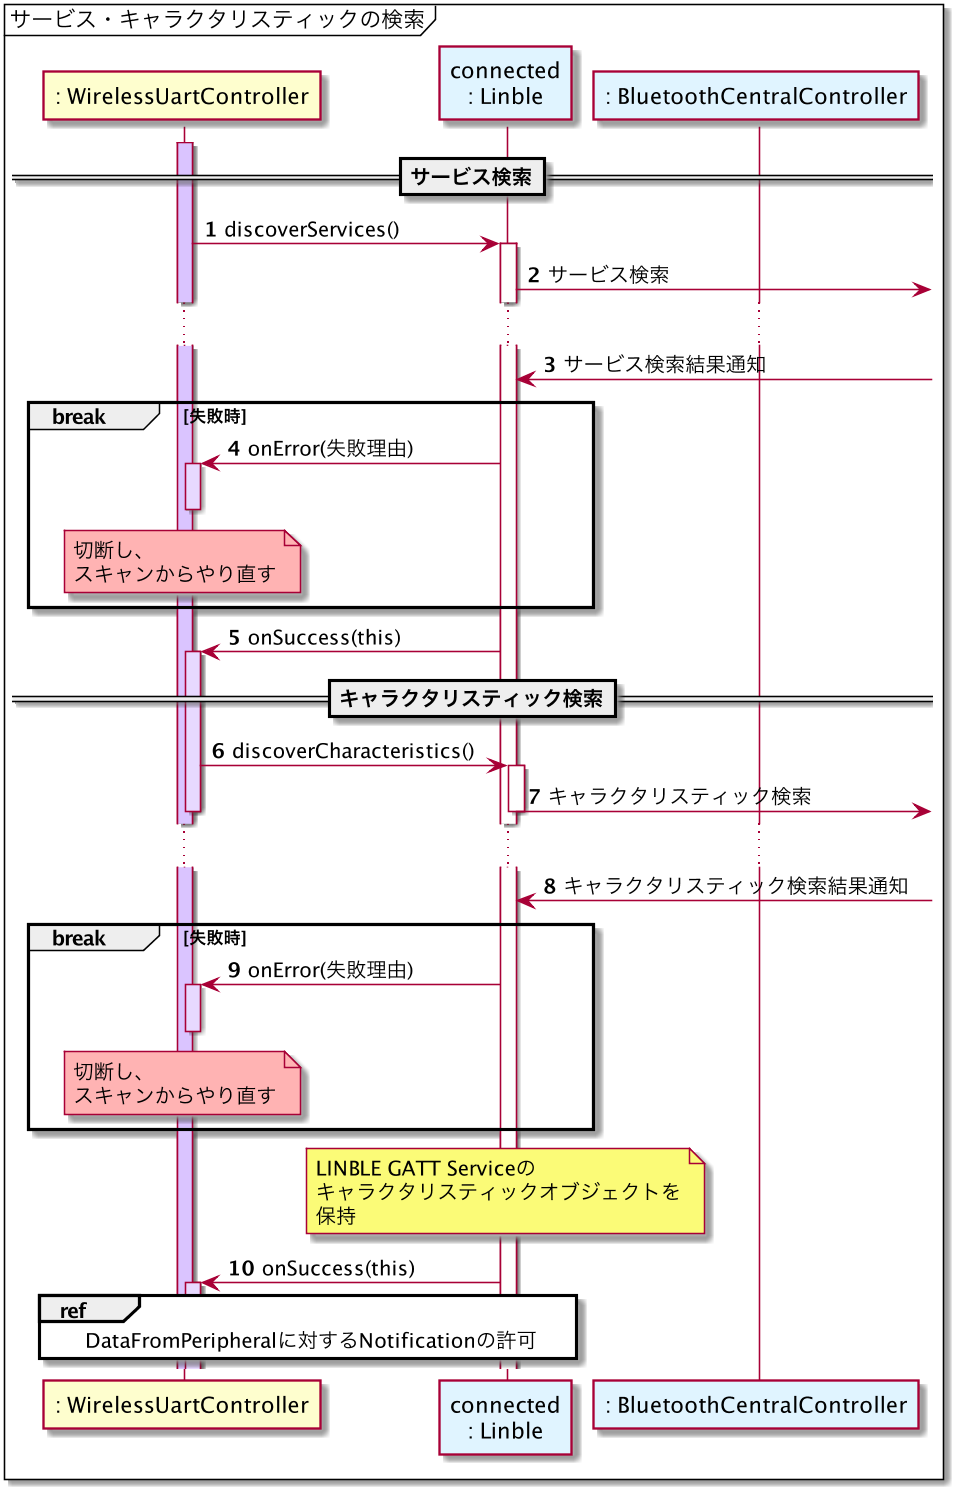 サービス・キャラクタリスティックの検索
: WirelessUartController
connected
: Linble
: BluetoothCentralController
サービス検索
1 discoverServices()
2 サービス検索
3 サービス検索結果通知
break
[失敗時]
4 onError(失敗理由)
切断し、
スキャンからやり直す
5 onSuccess(this)
キャラクタリスティック検索
6 discoverCharacteristics()
7 キャラクタリスティック検索
8 キャラクタリスティック検索結果通知
break
[失敗時]
9 onError(失敗理由)
切断し、
スキャンからやり直す
LINBLE GATT Serviceの
キャラクタリスティックオブジェクトを
保持
10 onSuccess(this)
ref
DataFromPeripheralに対するNotificationの許可
: WirelessUartController
connected
: Linble
: BluetoothCentralController